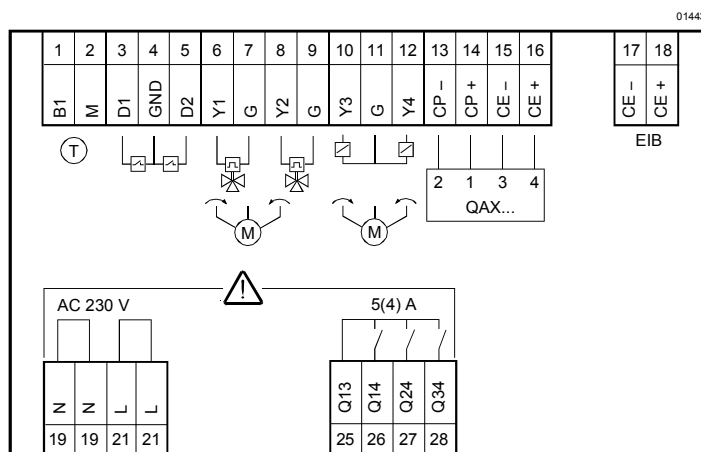 0144
1 2 3 4 5 6 7 8 9 10 11 12 13 14 15 16 17 18
B1 M D1 GND D2 Y1 G Y2 G Y3 G Y4 CP – CP + CE – CE + CE – CE +
T
EIB
2 1 3 4
QAX...
M M
AC 230 V 5(4) A
N N L L Q13 Q14 Q24 Q34
19 19 21 21 25 26 27 28